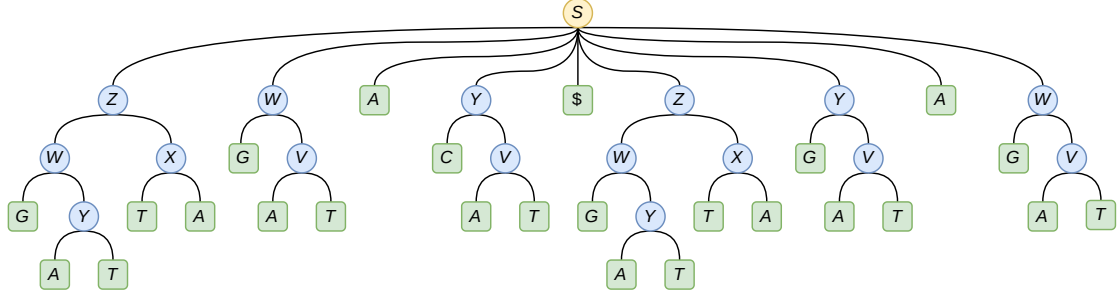 S
Z W A Y $ Z Y A W
W X G V C V W X G V G V
G Y T A A T A T G Y T A A T A T
A T A T